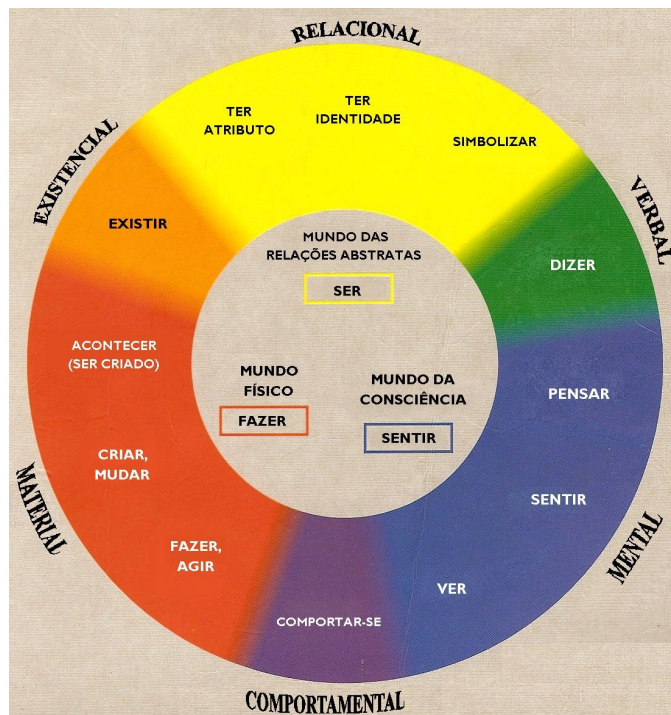 RELACIONAL
TER
ATRIBUTO
TER
IDENTIDADE
SIMBOLIZAR
EXISTENCIAL
EXISTIR
VERBAL
DIZER
MUNDO DAS
RELAÇÕES ABSTRATAS
SER
ACONTECER
(SER CRIADO)
MUNDO
FÍSICO
FAZER
MUNDO DA
CONSCIÊNCIA
SENTIR
PENSAR
CRIAR,
MUDAR
SENTIR
MATERIAL
FAZER,
AGIR
VER
MENTAL
COMPORTAR-SE
COMPORTAMENTAL